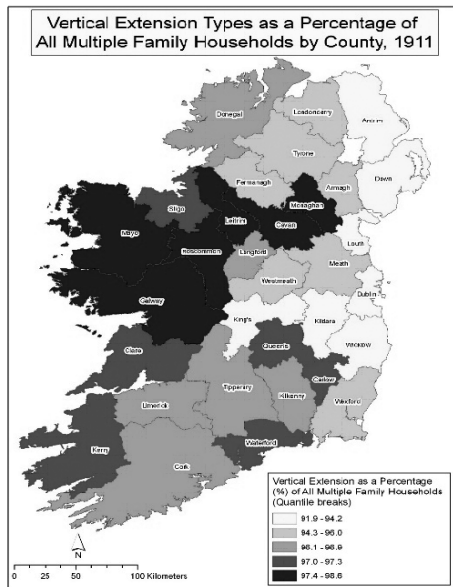 Vertical Extension Types as a Percentage of
All Multiple Family Households by County, 1911
Donegal
Londonderry
Antrim
Tyrone
Fermanagh
Armagh
Down
Monaghan
Sligo
Leitrim
Cavan
Mayo
Roscommon
Longford
Louth
Meath
Westmeath
Galway
Dublin
King's
Kildare
Queens
Wicklow
Clare
Carlow
Tipperary
Kilkenny
Wexford
Limerick
Waterford
Kerry
Cork
N
0 25 50 100 Kilometers
Vertical Extension as a Percentage
(%) of All Multiple Family Households
(Quantile breaks)
91.9 - 94.2
94.3 - 96.0
96.1 - 96.9
97.0 - 97.3
97.4 - 98.6